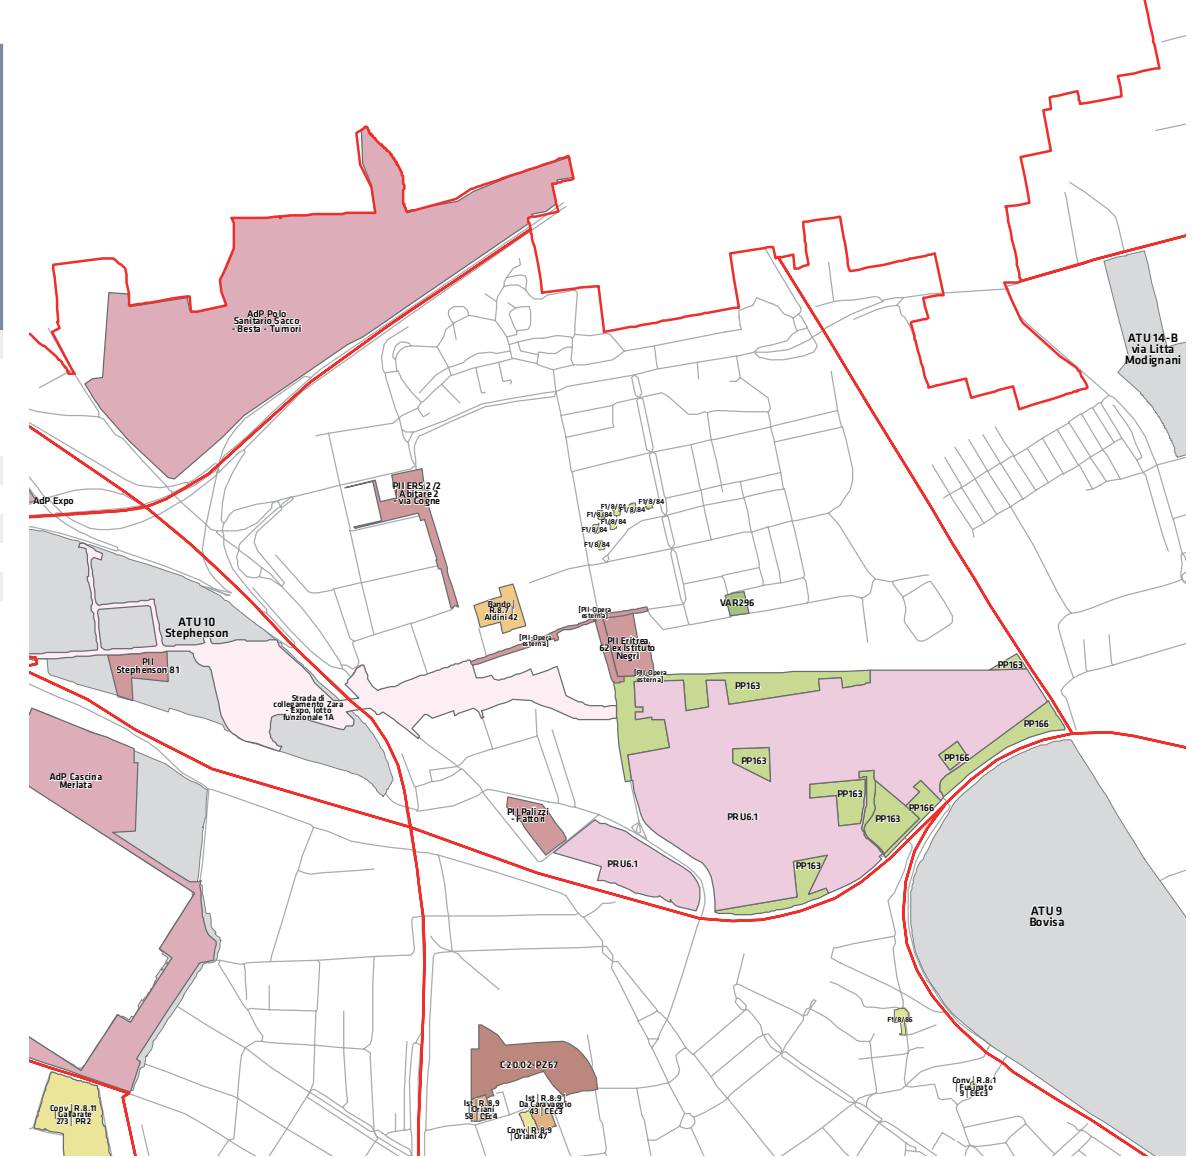 AdP Polo
Sanitario Sacco
- Besta - Tumori
ATU 14-B
via Litta
Modignani
AdP Expo
PII ERS 2/2
| Abitare 2
- via Cogne
F1/8/84
F1/8/84
F1/8/84
F1/8/84
F1/8/84
F1/8/84
F1/8/84
VAR296
Bando |
R.8.7 |
Aldini 42
[PII-Opera
esterna]
[PII-Opera
esterna]
PII Eritrea
62 ex Istituto
Negri
[PII-Opera
esterna]
ATU 10
Stephenson
PII
Stephenson 81
Strada di
collegamento Zara
- Expo, lotto
funzionale 1A
PP163
PP163
PP166
PP166
PP163
PP163
PP166
PP163
PP163
PRU6.1
PRU6.1
AdP Cascina
Merlata
PII Palizzi
- Fattori
ATU 9
Bovisa
F1/8/86
C20.02-PZ67
Conv | R.8.1
| Fusinato
9 | CEc3
Ist | R.8.9
| Oriani
58 | CEc4
Ist | R.8.9
Da Caravaggio
43 | CEc3
Conv | R.8.9
| Oriani 47
Conv | R.8.11
| Gallarate
273 | PR2